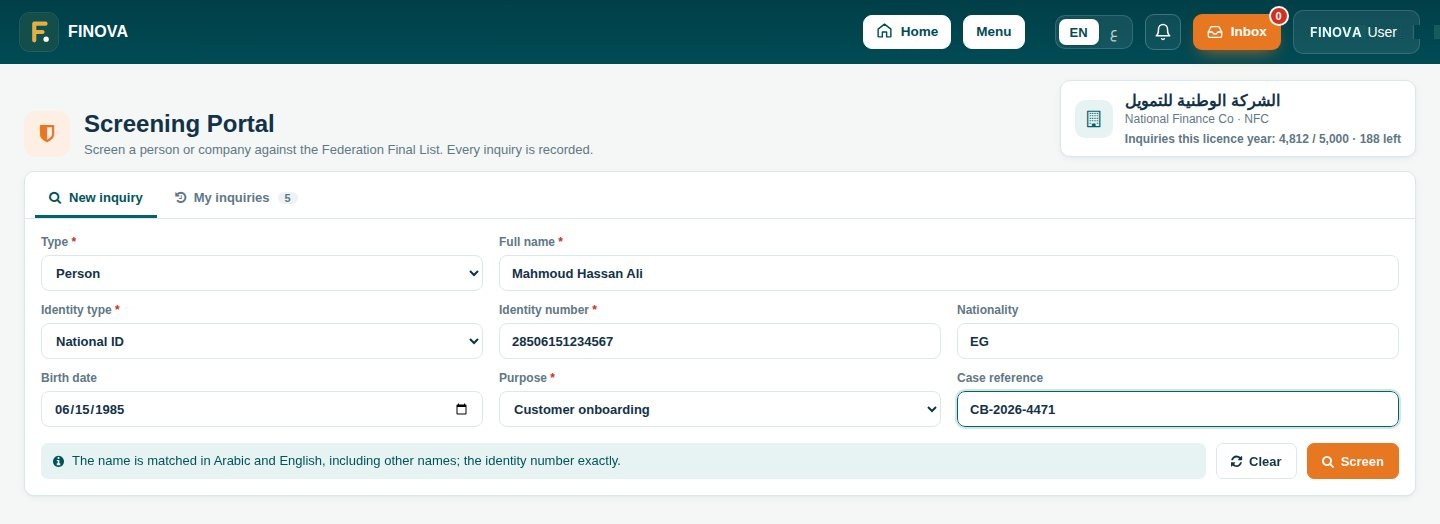 FINOVA
Home
Menu
EN
ع
Inbox
0
FINOVA User
Screening Portal
Screen a person or company against the Federation Final List. Every inquiry is recorded.
الشركة الوطنية للتمويل
National Finance Co · NFC
Inquiries this licence year: 4,812 / 5,000 · 188 left
New inquiry
My inquiries 5
Type *
Full name *
Person
Mahmoud Hassan Ali
Identity type *
Identity number *
Nationality
National ID
28506151234567
EG
Birth date
Purpose *
Case reference
06/15/1985
Customer onboarding
CB-2026-4471
The name is matched in Arabic and English, including other names; the identity number exactly.
Clear
Screen